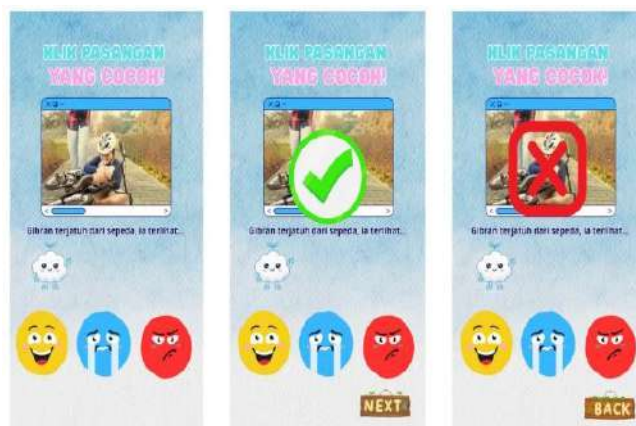 KLIK PASANGAN
YANG COCOK!
Gibran terjatuh dari sepeda, ia terlihat...
KLIK PASANGAN
YANG COCOK!
Gibran terjatuh dari sepeda, ia terlihat...
NEXT
KLIK PASANGAN
YANG COCOK!
Gibran terjatuh dari sepeda, ia terlihat...
BACK